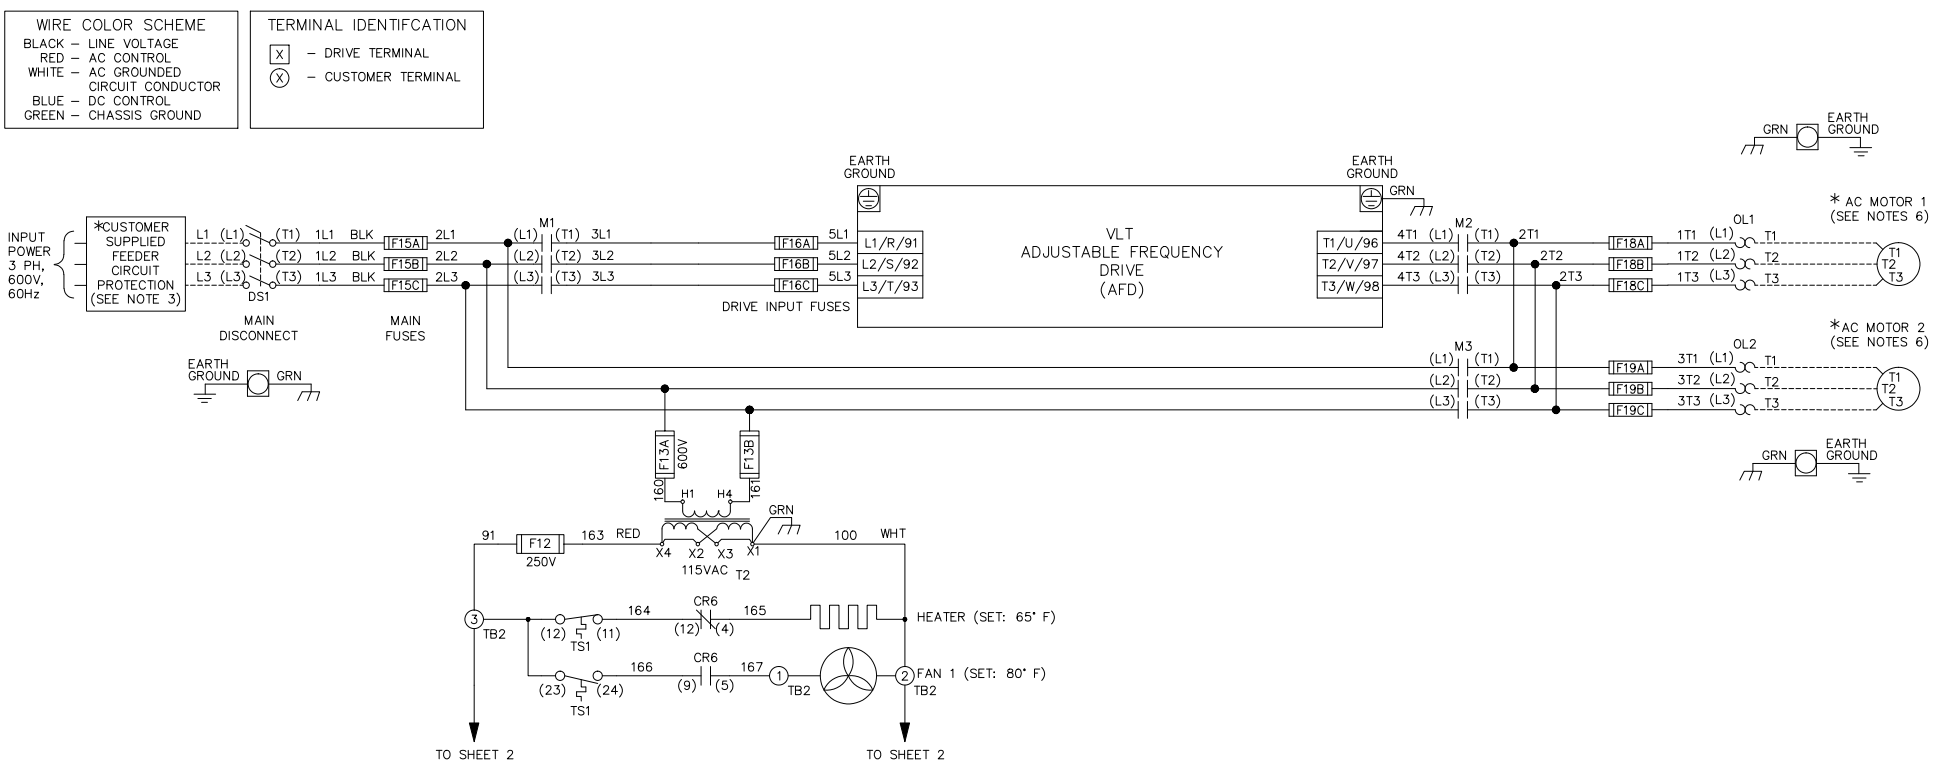 WIRE COLOR SCHEME
BLACK – LINE VOLTAGE
RED – AC CONTROL
WHITE – AC GROUNDED
CIRCUIT CONDUCTOR
BLUE – DC CONTROL
GREEN – CHASSIS GROUND
TERMINAL IDENTIFCATION
X – DRIVE TERMINAL
X – CUSTOMER TERMINAL
INPUT
POWER
3 PH,
600V,
60Hz
*CUSTOMER
SUPPLIED
FEEDER
CIRCUIT
PROTECTION
(SEE NOTE 3)
L1 (L1) (T1) 1L1 BLK F15A 2L1
L2 (L2) (T2) 1L2 BLK F15B 2L2
L3 (L3) (T3) 1L3 BLK F15C 2L3
DS1
MAIN
DISCONNECT
MAIN
FUSES
EARTH
GROUND
GRN
M1
(L1) (T1) 3L1 F16A 5L1
(L2) (T2) 3L2 F16B 5L2
(L3) (T3) 3L3 F16C 5L3
DRIVE INPUT FUSES
EARTH
GROUND
L1/R/91
L2/S/92
L3/T/93
VLT
ADJUSTABLE FREQUENCY
DRIVE
(AFD)
EARTH
GROUND
GRN
T1/U/96
T2/V/97
T3/W/98
M2
4T1 (L1) (T1) 2T1
4T2 (L2) (T2) 2T2
4T3 (L3) (T3) 2T3
GRN
EARTH
GROUND
* AC MOTOR 1
(SEE NOTES 6)
OL1
F18A 1T1 (L1) T1
F18B 1T2 (L2) T2
F18C 1T3 (L3) T3
T1
T2
T3
M3
(L1) (T1)
(L2) (T2)
(L3) (T3)
*AC MOTOR 2
(SEE NOTES 6)
OL2
F19A 3T1 (L1) T1
F19B 3T2 (L2) T2
F19C 3T3 (L3) T3
T1
T2
T3
GRN
EARTH
GROUND
F13A
600V
F13B
160
161
H1 H4
GRN
91 F12 163 RED
250V
X4 X2 X3 X1
100 WHT
115VAC T2
3
TB2
(12) (11)
TS1
164
CR6
(12) (4)
165
HEATER (SET: 65° F)
(23) (24)
TS1
166
CR6
(9) (5)
167
1
TB2
2
TB2
FAN 1 (SET: 80° F)
TO SHEET 2
TO SHEET 2